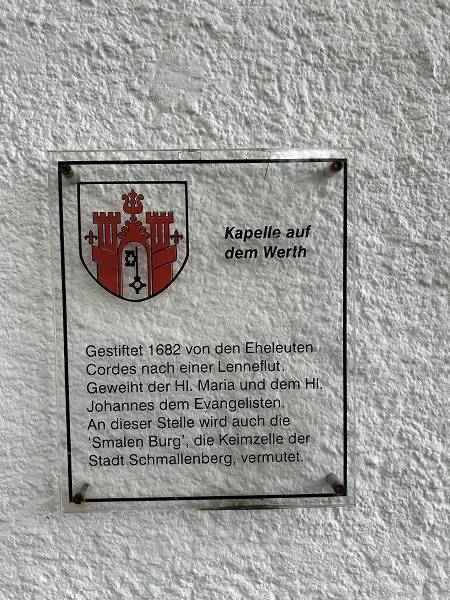 Kapelle auf
dem Werth
Gestiftet 1682 von den Eheleuten
Cordes nach einer Lenneflut.
Geweiht der Hl. Maria und dem Hl.
Johannes dem Evangelisten.
An dieser Stelle wird auch die
'Smalen Burg', die Keimzelle der
Stadt Schmallenberg, vermutet.